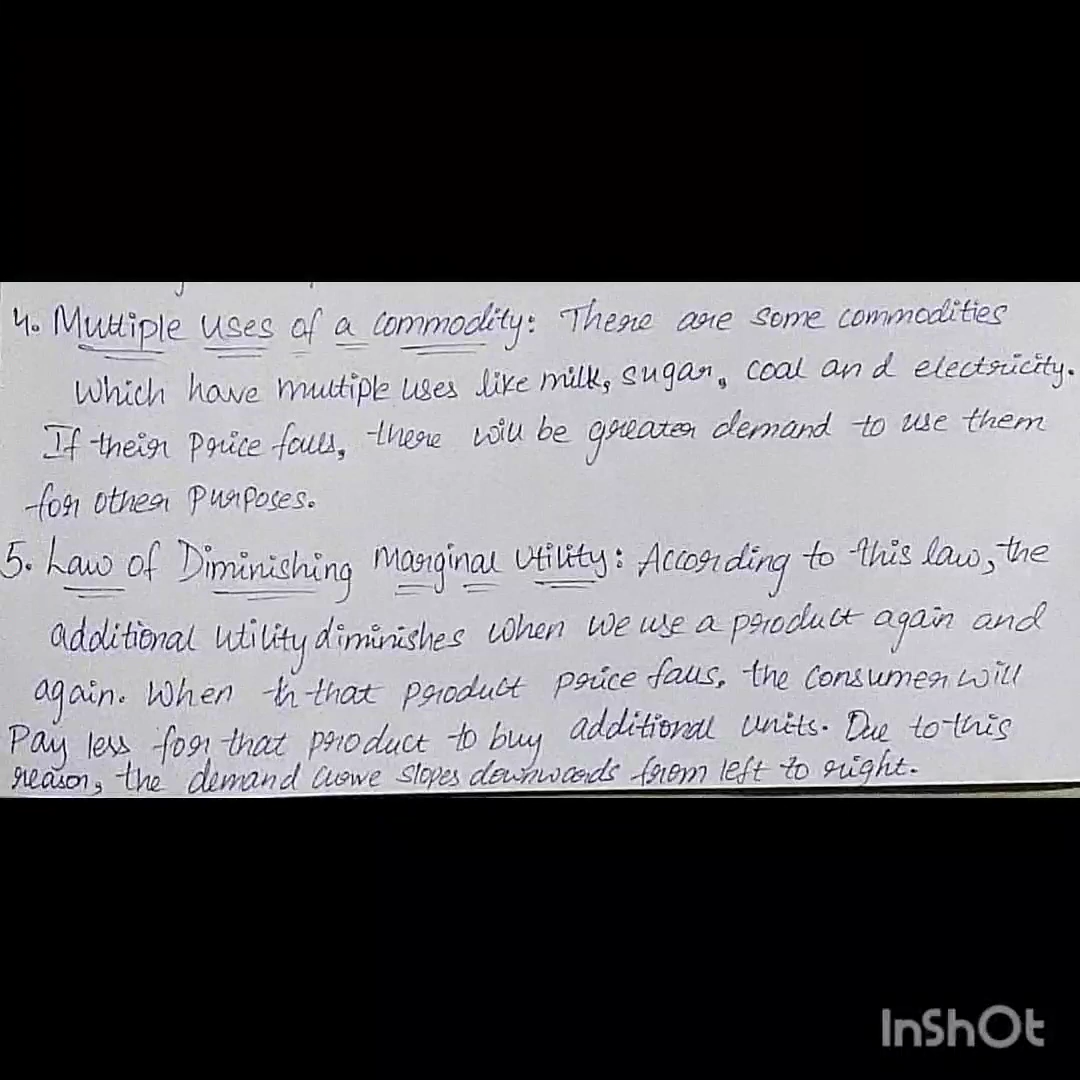 4. Multiple uses of a commodity: There are some commodities
which have multiple uses like milk, sugar, coal and electricity.
If their price falls, there will be greater demand to use them
for other purposes.
5. Law of Diminishing Marginal Utility: According to this law, the
additional utility diminishes when we use a product again and
again. When th that product price falls, the consumer will
Pay less for that product to buy additional units. Due to this
reason, the demand curve slopes downwards from left to right.
InShOt